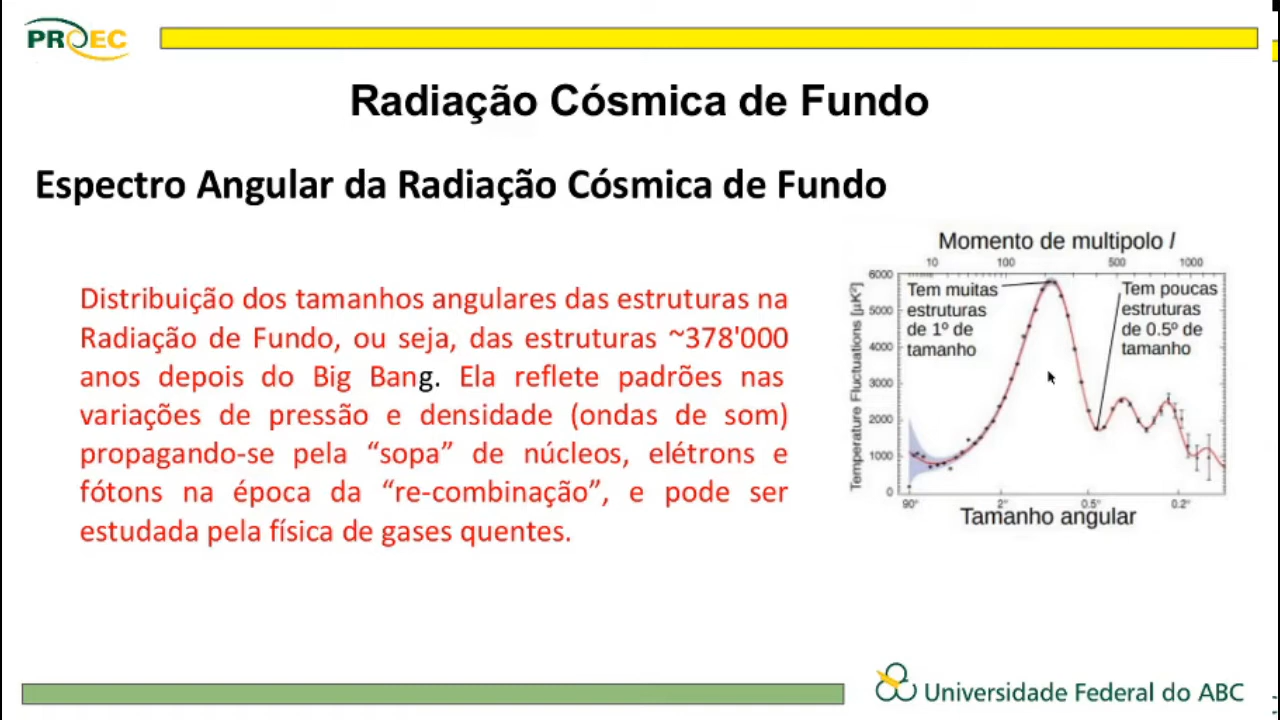 PROEC
Radiação Cósmica de Fundo
Espectro Angular da Radiação Cósmica de Fundo
Distribuição dos tamanhos angulares das estruturas na
Radiação de Fundo, ou seja, das estruturas ~378'000
anos depois do Big Bang. Ela reflete padrões nas
variações de pressão e densidade (ondas de som)
propagando-se pela “sopa” de núcleos, elétrons e
fótons na época da “re-combinação”, e pode ser
estudada pela física de gases quentes.
Momento de multipolo l
10 100 500 1000
6000
5000
4000
3000
2000
1000
0
Temperature Fluctuations [µK²]
Tem muitas
estruturas
de 1º de
tamanho
Tem poucas
estruturas
de 0.5º de
tamanho
90° 2° 0.5° 0.2°
Tamanho angular
Universidade Federal do ABC